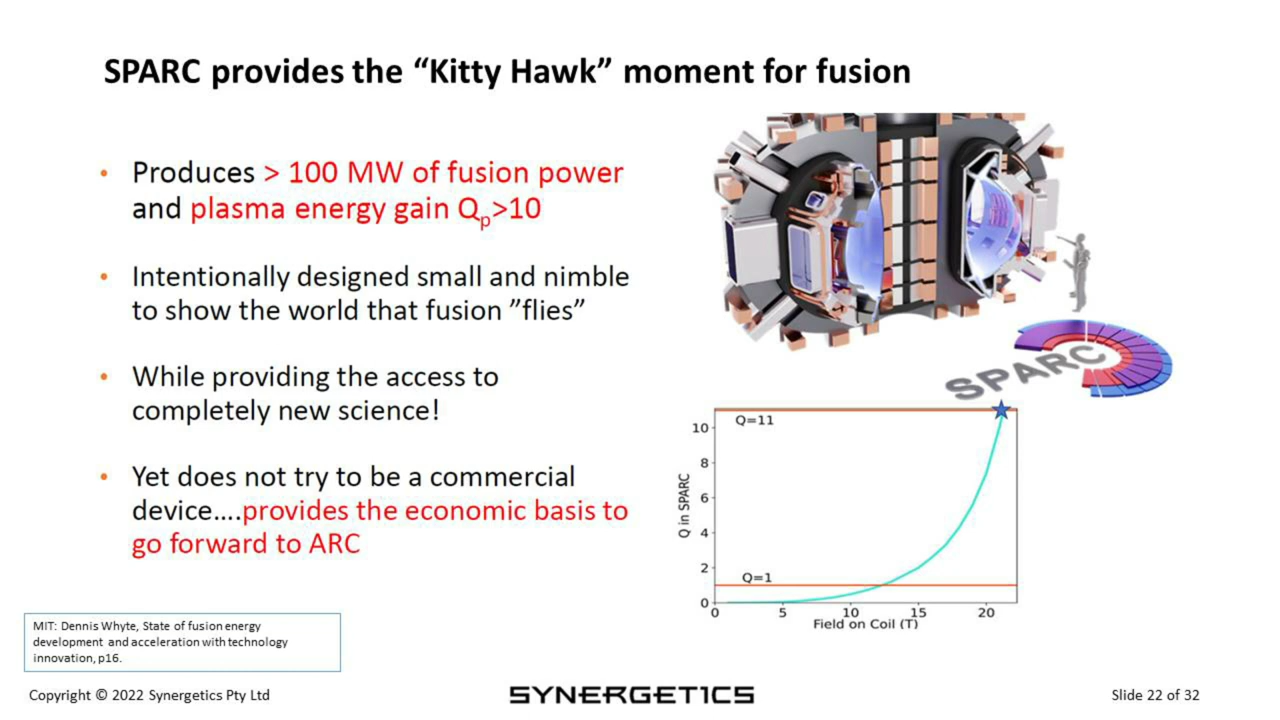 SPARC provides the “Kitty Hawk” moment for fusion
• Produces > 100 MW of fusion power
and plasma energy gain Qp>10
• Intentionally designed small and nimble
to show the world that fusion ”flies”
• While providing the access to
completely new science!
• Yet does not try to be a commercial
device....provides the economic basis to
go forward to ARC
SPARC
Q=11
10
8
6
4
2
0
Q in SPARC
Q=1
0 5 10 15 20
Field on Coil (T)
MIT: Dennis Whyte, State of fusion energy
development and acceleration with technology
innovation, p16.
Copyright © 2022 Synergetics Pty Ltd
SYNERGETICS
Slide 22 of 32